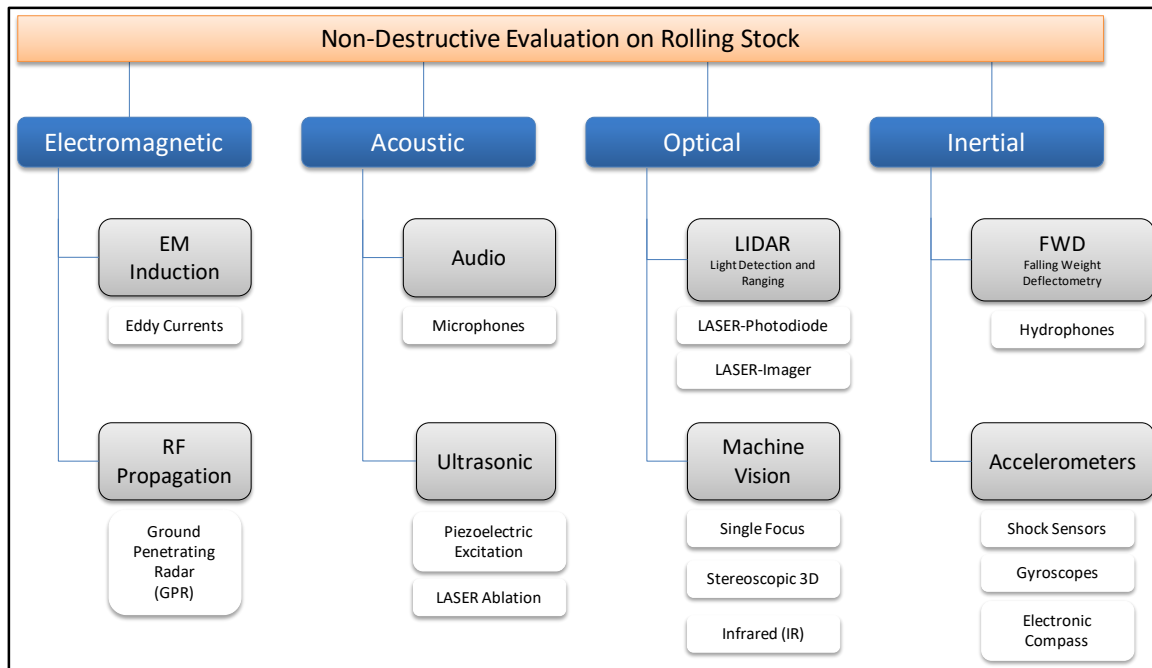 Non-Destructive Evaluation on Rolling Stock
Electromagnetic
Acoustic
Optical
Inertial
EM
Induction
Eddy Currents
RF
Propagation
Ground
Penetrating
Radar
(GPR)
Audio
Microphones
Ultrasonic
Piezoelectric
Excitation
LASER Ablation
LIDAR
Light Detection and
Ranging
LASER-Photodiode
LASER-Imager
Machine
Vision
Single Focus
Stereoscopic 3D
Infrared (IR)
FWD
Falling Weight
Deflectometry
Hydrophones
Accelerometers
Shock Sensors
Gyroscopes
Electronic
Compass